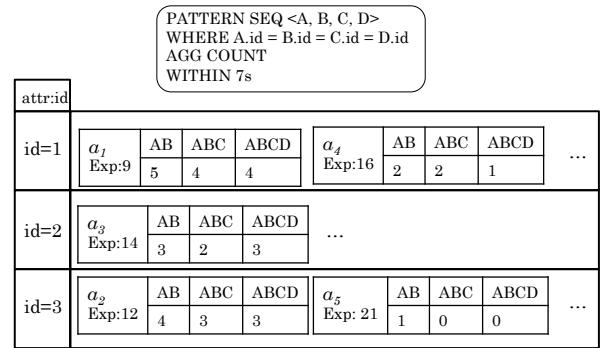 PATTERN SEQ <A, B, C, D>
WHERE A.id = B.id = C.id = D.id
AGG COUNT
WITHIN 7s
attr:id
id=1
a1 AB ABC ABCD
Exp:9 5 4 4
a4 AB ABC ABCD
Exp:16 2 2 1
...
id=2
a3 AB ABC ABCD
Exp:14 3 2 3
...
id=3
a2 AB ABC ABCD
Exp:12 4 3 3
a5 AB ABC ABCD
Exp: 21 1 0 0
...